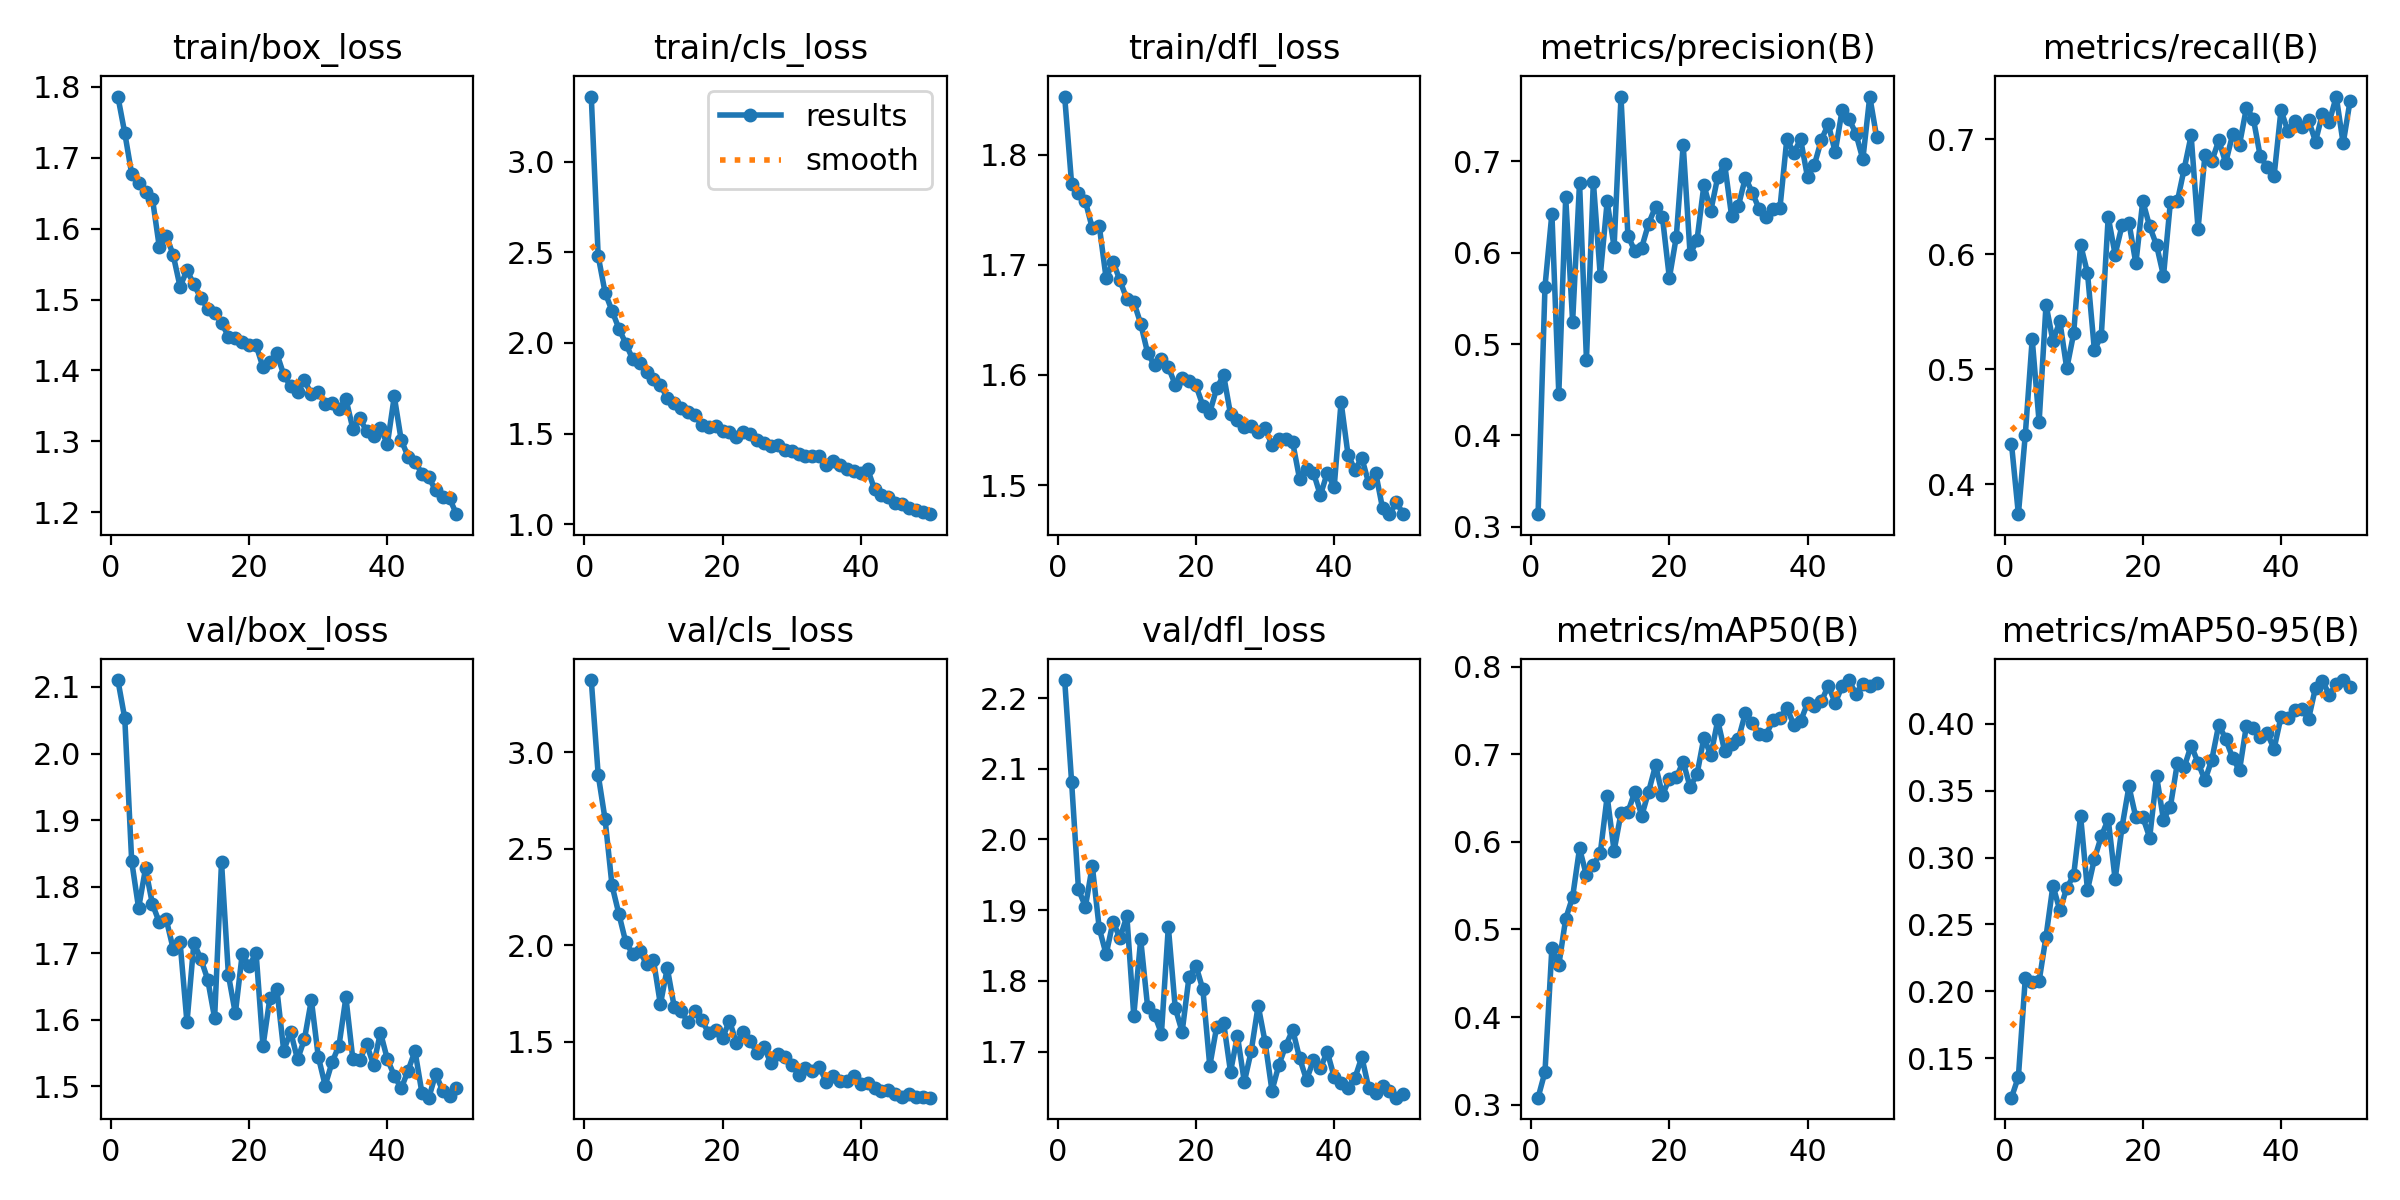 train/box_loss
1.8
1.7
1.6
1.5
1.4
1.3
1.2
0 20 40
train/cls_loss
results
smooth
3.0
2.5
2.0
1.5
1.0
0 20 40
train/dfl_loss
1.8
1.7
1.6
1.5
0 20 40
metrics/precision(B)
0.7
0.6
0.5
0.4
0.3
0 20 40
metrics/recall(B)
0.7
0.6
0.5
0.4
0 20 40
val/box_loss
2.1
2.0
1.9
1.8
1.7
1.6
1.5
0 20 40
val/cls_loss
3.0
2.5
2.0
1.5
0 20 40
val/dfl_loss
2.2
2.1
2.0
1.9
1.8
1.7
0 20 40
metrics/mAP50(B)
0.8
0.7
0.6
0.5
0.4
0.3
0 20 40
metrics/mAP50-95(B)
0.40
0.35
0.30
0.25
0.20
0.15
0 20 40